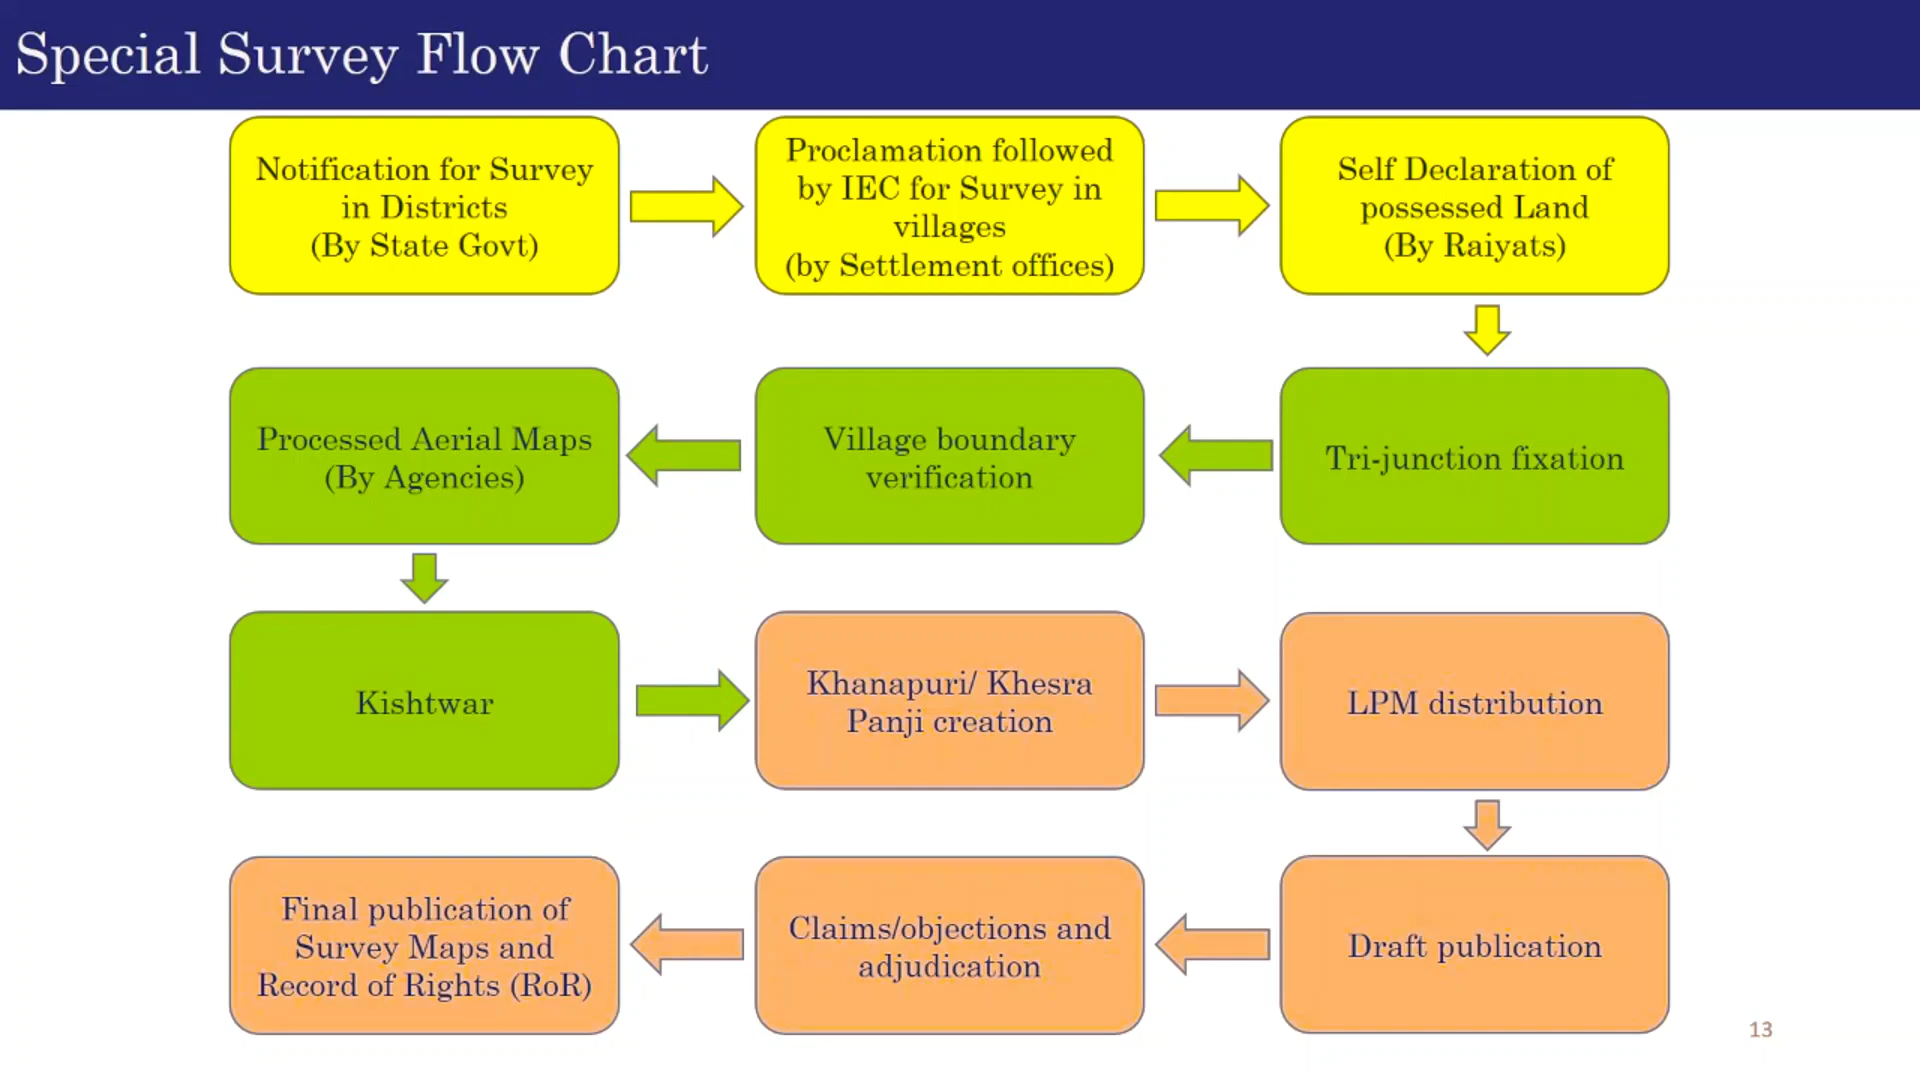 Special Survey Flow Chart
Notification for Survey
in Districts
(By State Govt)
Proclamation followed
by IEC for Survey in
villages
(by Settlement offices)
Self Declaration of
possessed Land
(By Raiyats)
Tri-junction fixation
Village boundary
verification
Processed Aerial Maps
(By Agencies)
Kishtwar
Khanapuri/ Khesra
Panji creation
LPM distribution
Draft publication
Claims/objections and
adjudication
Final publication of
Survey Maps and
Record of Rights (RoR)
13